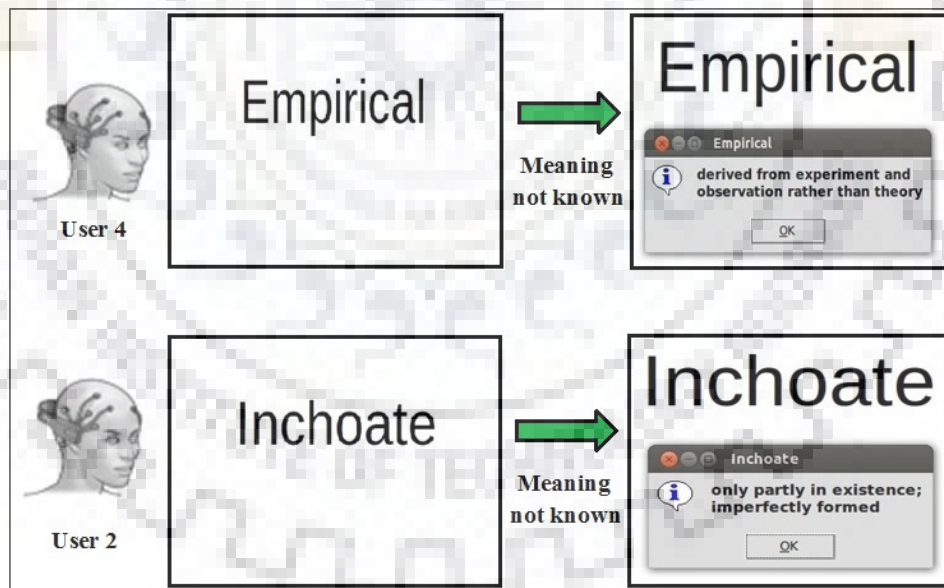 Empirical
Meaning
not known
Empirical
Empirical
derived from experiment and
observation rather than theory
OK
User 4
Inchoate
Meaning
not known
Inchoate
Inchoate
only partly in existence;
imperfectly formed
OK
User 2